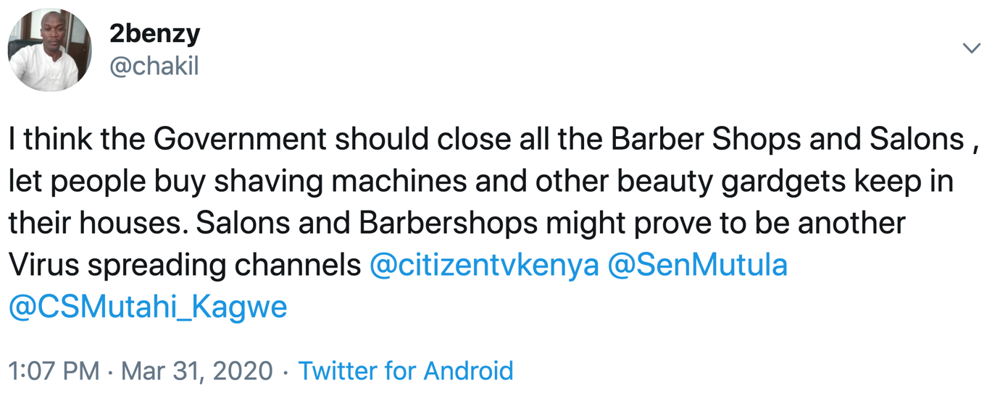 2benzy
@chakil
I think the Government should close all the Barber Shops and Salons ,
let people buy shaving machines and other beauty gardgets keep in
their houses. Salons and Barbershops might prove to be another
Virus spreading channels @citizentvkenya @SenMutula
@CSMutahi_Kagwe
1:07 PM · Mar 31, 2020 · Twitter for Android